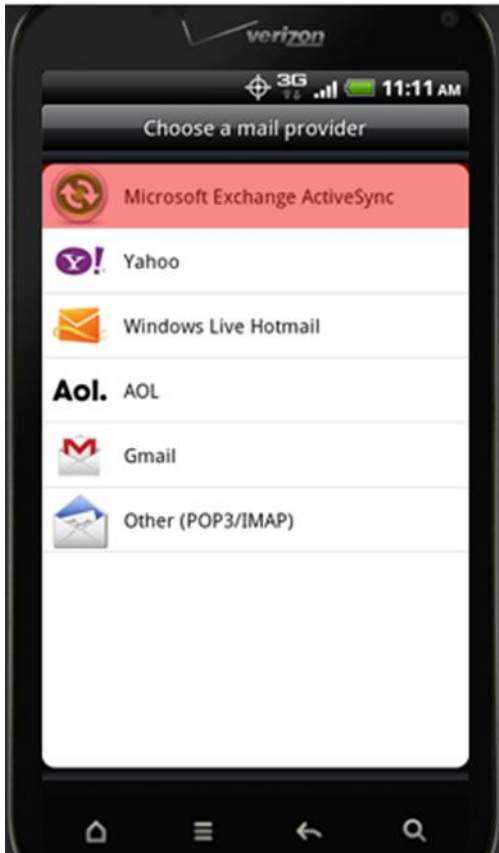 verizon
3G 11:11 AM
Choose a mail provider
Microsoft Exchange ActiveSync
Y! Yahoo
Windows Live Hotmail
Aol. AOL
M Gmail
Other (POP3/IMAP)